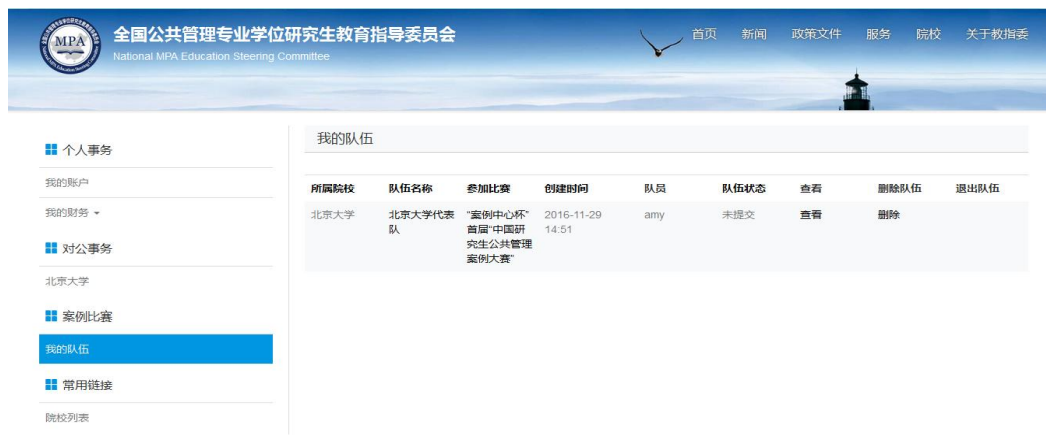 MPA
全国公共管理专业学位研究生教育指导委员会
National MPA Education Steering Committee
首页 新闻 政策文件 服务 院校 关于教指委
个人事务
我的账户
我的财务
对公事务
北京大学
案例比赛
我的队伍
常用链接
院校列表
我的队伍
所属院校 队伍名称 参加比赛 创建时间 队员 队伍状态 查看 删除队伍 退出队伍
北京大学 北京大学代表 “案例中心杯” 2016-11-29 amy 未提交 查看 删除
队 首届“中国研 14:51
究生公共管理
案例大赛”